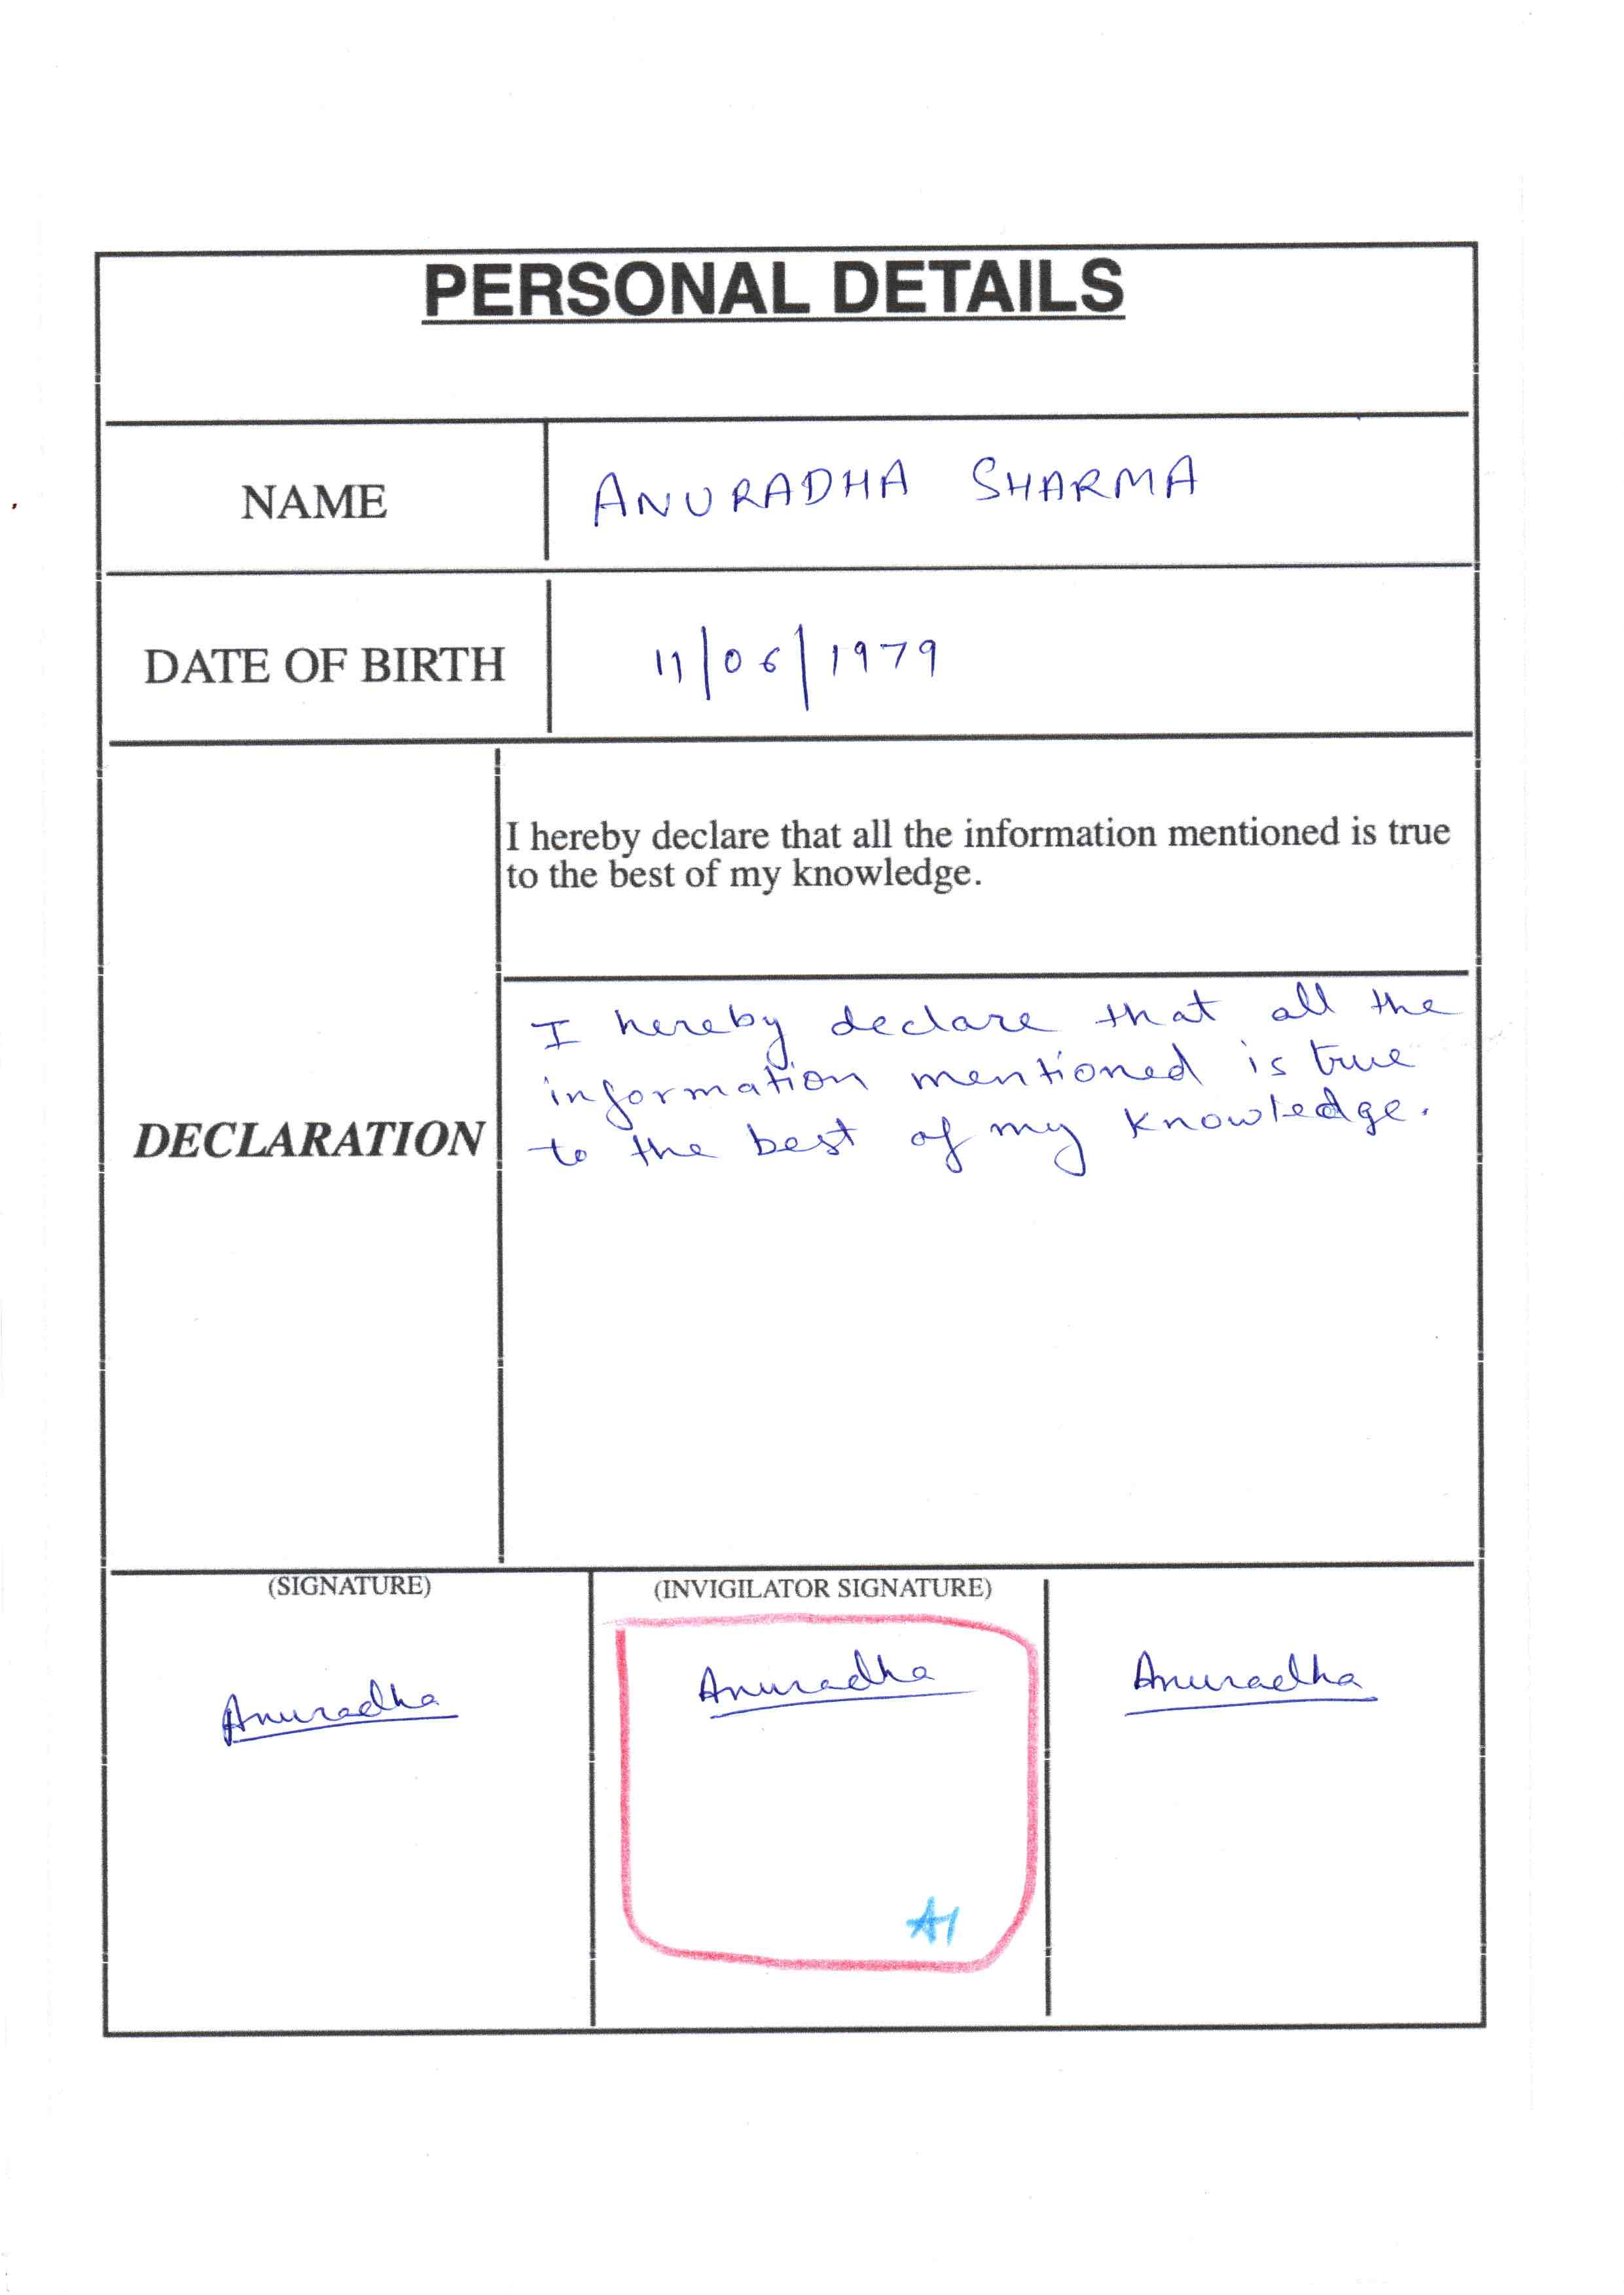 PERSONAL DETAILS
NAME
ANURADHA SHARMA
DATE OF BIRTH
11/06/1979
DECLARATION
I hereby declare that all the information mentioned is true
to the best of my knowledge.
I hereby declare that all the
information mentioned is true
to the best of my knowledge.
(SIGNATURE)
(INVIGILATOR SIGNATURE)
Anuradha
Anuradha
Anuradha
A1